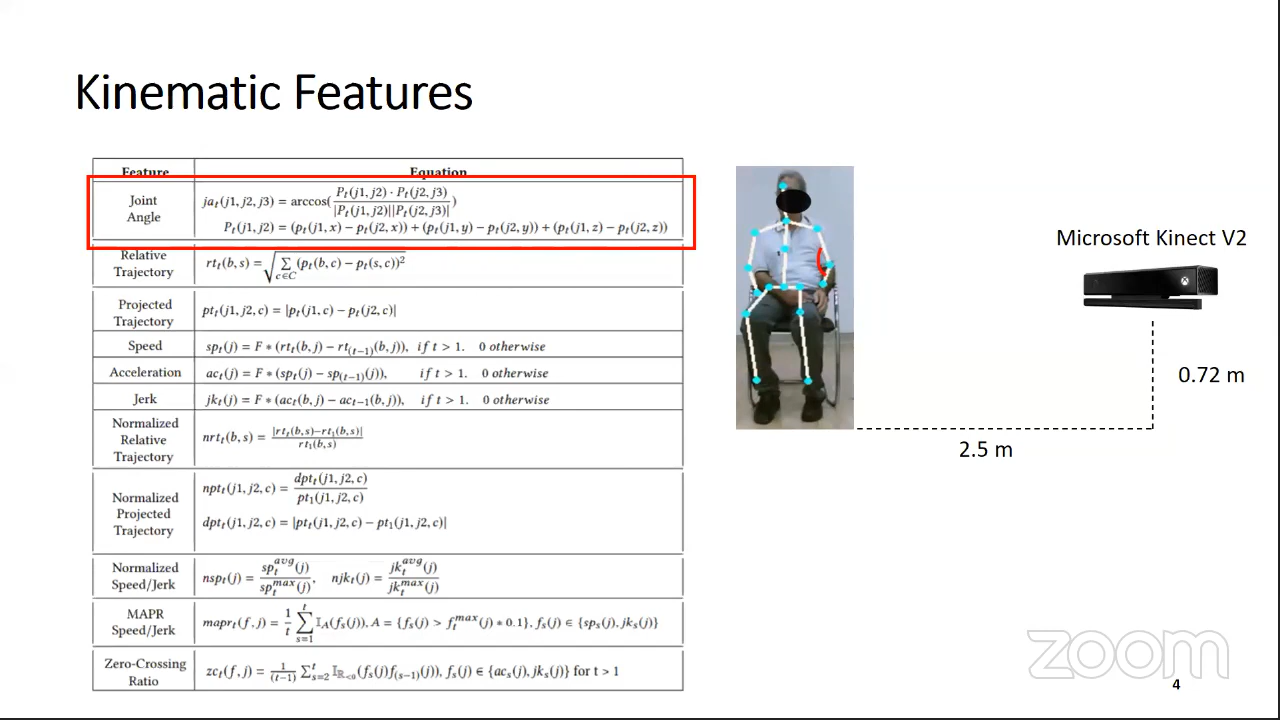 Kinematic Features
Feature Equation
Joint Angle ja_t(j1, j2, j3) = arccos(P_t(j1, j2) · P_t(j2, j3) / |P_t(j1, j2)||P_t(j2, j3)|)
P_t(j1, j2) = (p_t(j1, x) − p_t(j2, x)) + (p_t(j1, y) − p_t(j2, y)) + (p_t(j1, z) − p_t(j2, z))
Relative Trajectory rt_t(b, s) = √(∑_{c∈C} (p_t(b, c) − p_t(s, c))²)
Projected Trajectory pt_t(j1, j2, c) = |p_t(j1, c) − p_t(j2, c)|
Speed sp_t(j) = F * (rt_t(b, j) − rt_(t−1)(b, j)), if t > 1. 0 otherwise
Acceleration ac_t(j) = F * (sp_t(j) − sp_(t−1)(j)), if t > 1. 0 otherwise
Jerk jk_t(j) = F * (ac_t(b, j) − ac_t−1(b, j)), if t > 1. 0 otherwise
Normalized Relative Trajectory nrt_t(b, s) = |rt_t(b, s)−rt_1(b, s)| / rt_1(b, s)
Normalized Projected Trajectory npt_t(j1, j2, c) = dpt_t(j1, j2, c) / pt_1(j1, j2, c)
dpt_t(j1, j2, c) = |pt_t(j1, j2, c) − pt_1(j1, j2, c)|
Normalized Speed/Jerk nsp_t(j) = sp_t^avg(j) / sp_t^max(j), njk_t(j) = jk_t^avg(j) / jk_t^max(j)
MAPR Speed/Jerk mapr_t(f, j) = 1/t ∑_{s=1}^{t} 𝕀_A(f_s(j)), A = {f_s(j) > f_t^max(j) * 0.1}. f_s(j) ∈ {sp_s(j), jk_s(j)}
Zero-Crossing Ratio zc_t(f, j) = 1/(t−1) ∑_{s=2}^{t} 𝕀_{ℝ<0}(f_s(j)f_(s−1)(j)), f_s(j) ∈ {ac_s(j), jk_s(j)} for t > 1
Microsoft Kinect V2
0.72 m
2.5 m
zoom
4